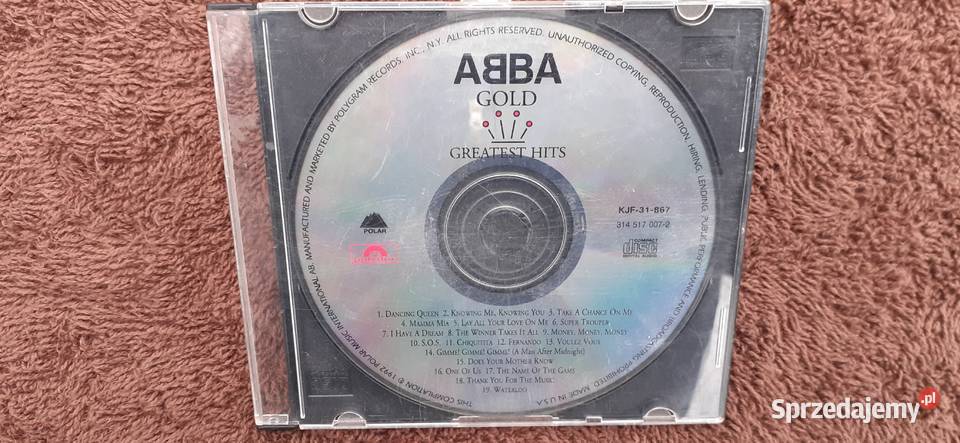 ABBA
GOLD
GREATEST HITS
POLAR
KJF-31-867
314 517 007-2
COMPACT
disc
DIGITAL AUDIO
1. DANCING QUEEN 2. KNOWING ME, KNOWING YOU 3. TAKE A CHANCE ON ME
4. MAMMA MIA 5. LAY ALL YOUR LOVE ON ME 6. SUPER TROUPER
7. I HAVE A DREAM 8. THE WINNER TAKES IT ALL 9. MONEY, MONEY, MONEY
10. S.O.S. 11. CHIQUITITA 12. FERNANDO 13. VOULEZ VOUS
14. GIMME! GIMME! GIMME! (A Man After Midnight)
15. DOES YOUR MOTHER KNOW
16. ONE OF US 17. THE NAME OF THE GAME
18. THANK YOU FOR THE MUSIC
19. WATERLOO
THIS COMPILATION ℗ 1992 POLAR MUSIC INTERNATIONAL AB. MANUFACTURED AND MARKETED BY POLYGRAM RECORDS, INC., N.Y. ALL RIGHTS RESERVED. UNAUTHORIZED COPYING, REPRODUCTION, HIRING, LENDING, PUBLIC PERFORMANCE AND BROADCASTING PROHIBITED. MADE IN U.S.A.
Sprzedajemy.pl